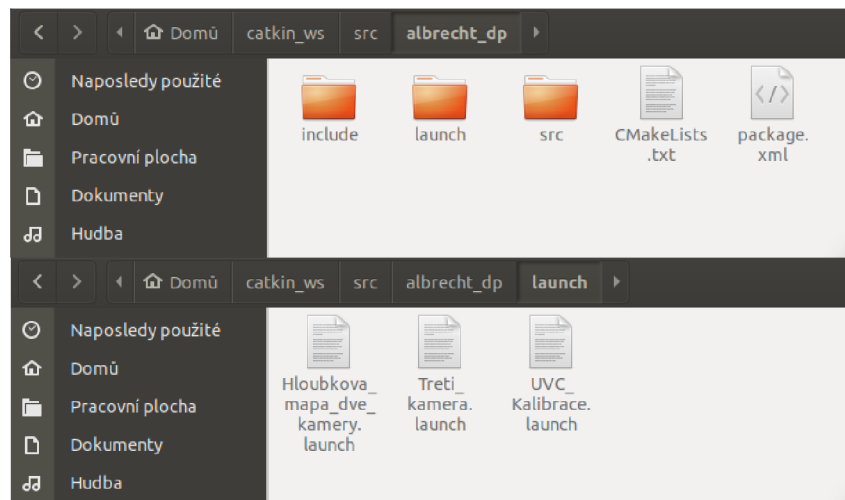 Domů catkin_ws src albrecht_dp
Naposledy použité
Domů
Pracovní plocha
Dokumenty
Hudba
include
launch
src
CMakeLists
.txt
package.
xml
Domů catkin_ws src albrecht_dp launch
Naposledy použité
Domů
Pracovní plocha
Dokumenty
Hudba
Hloubkova_
mapa_dve_
kamery.
launch
Treti_
kamera.
launch
UVC_
Kalibrace.
launch